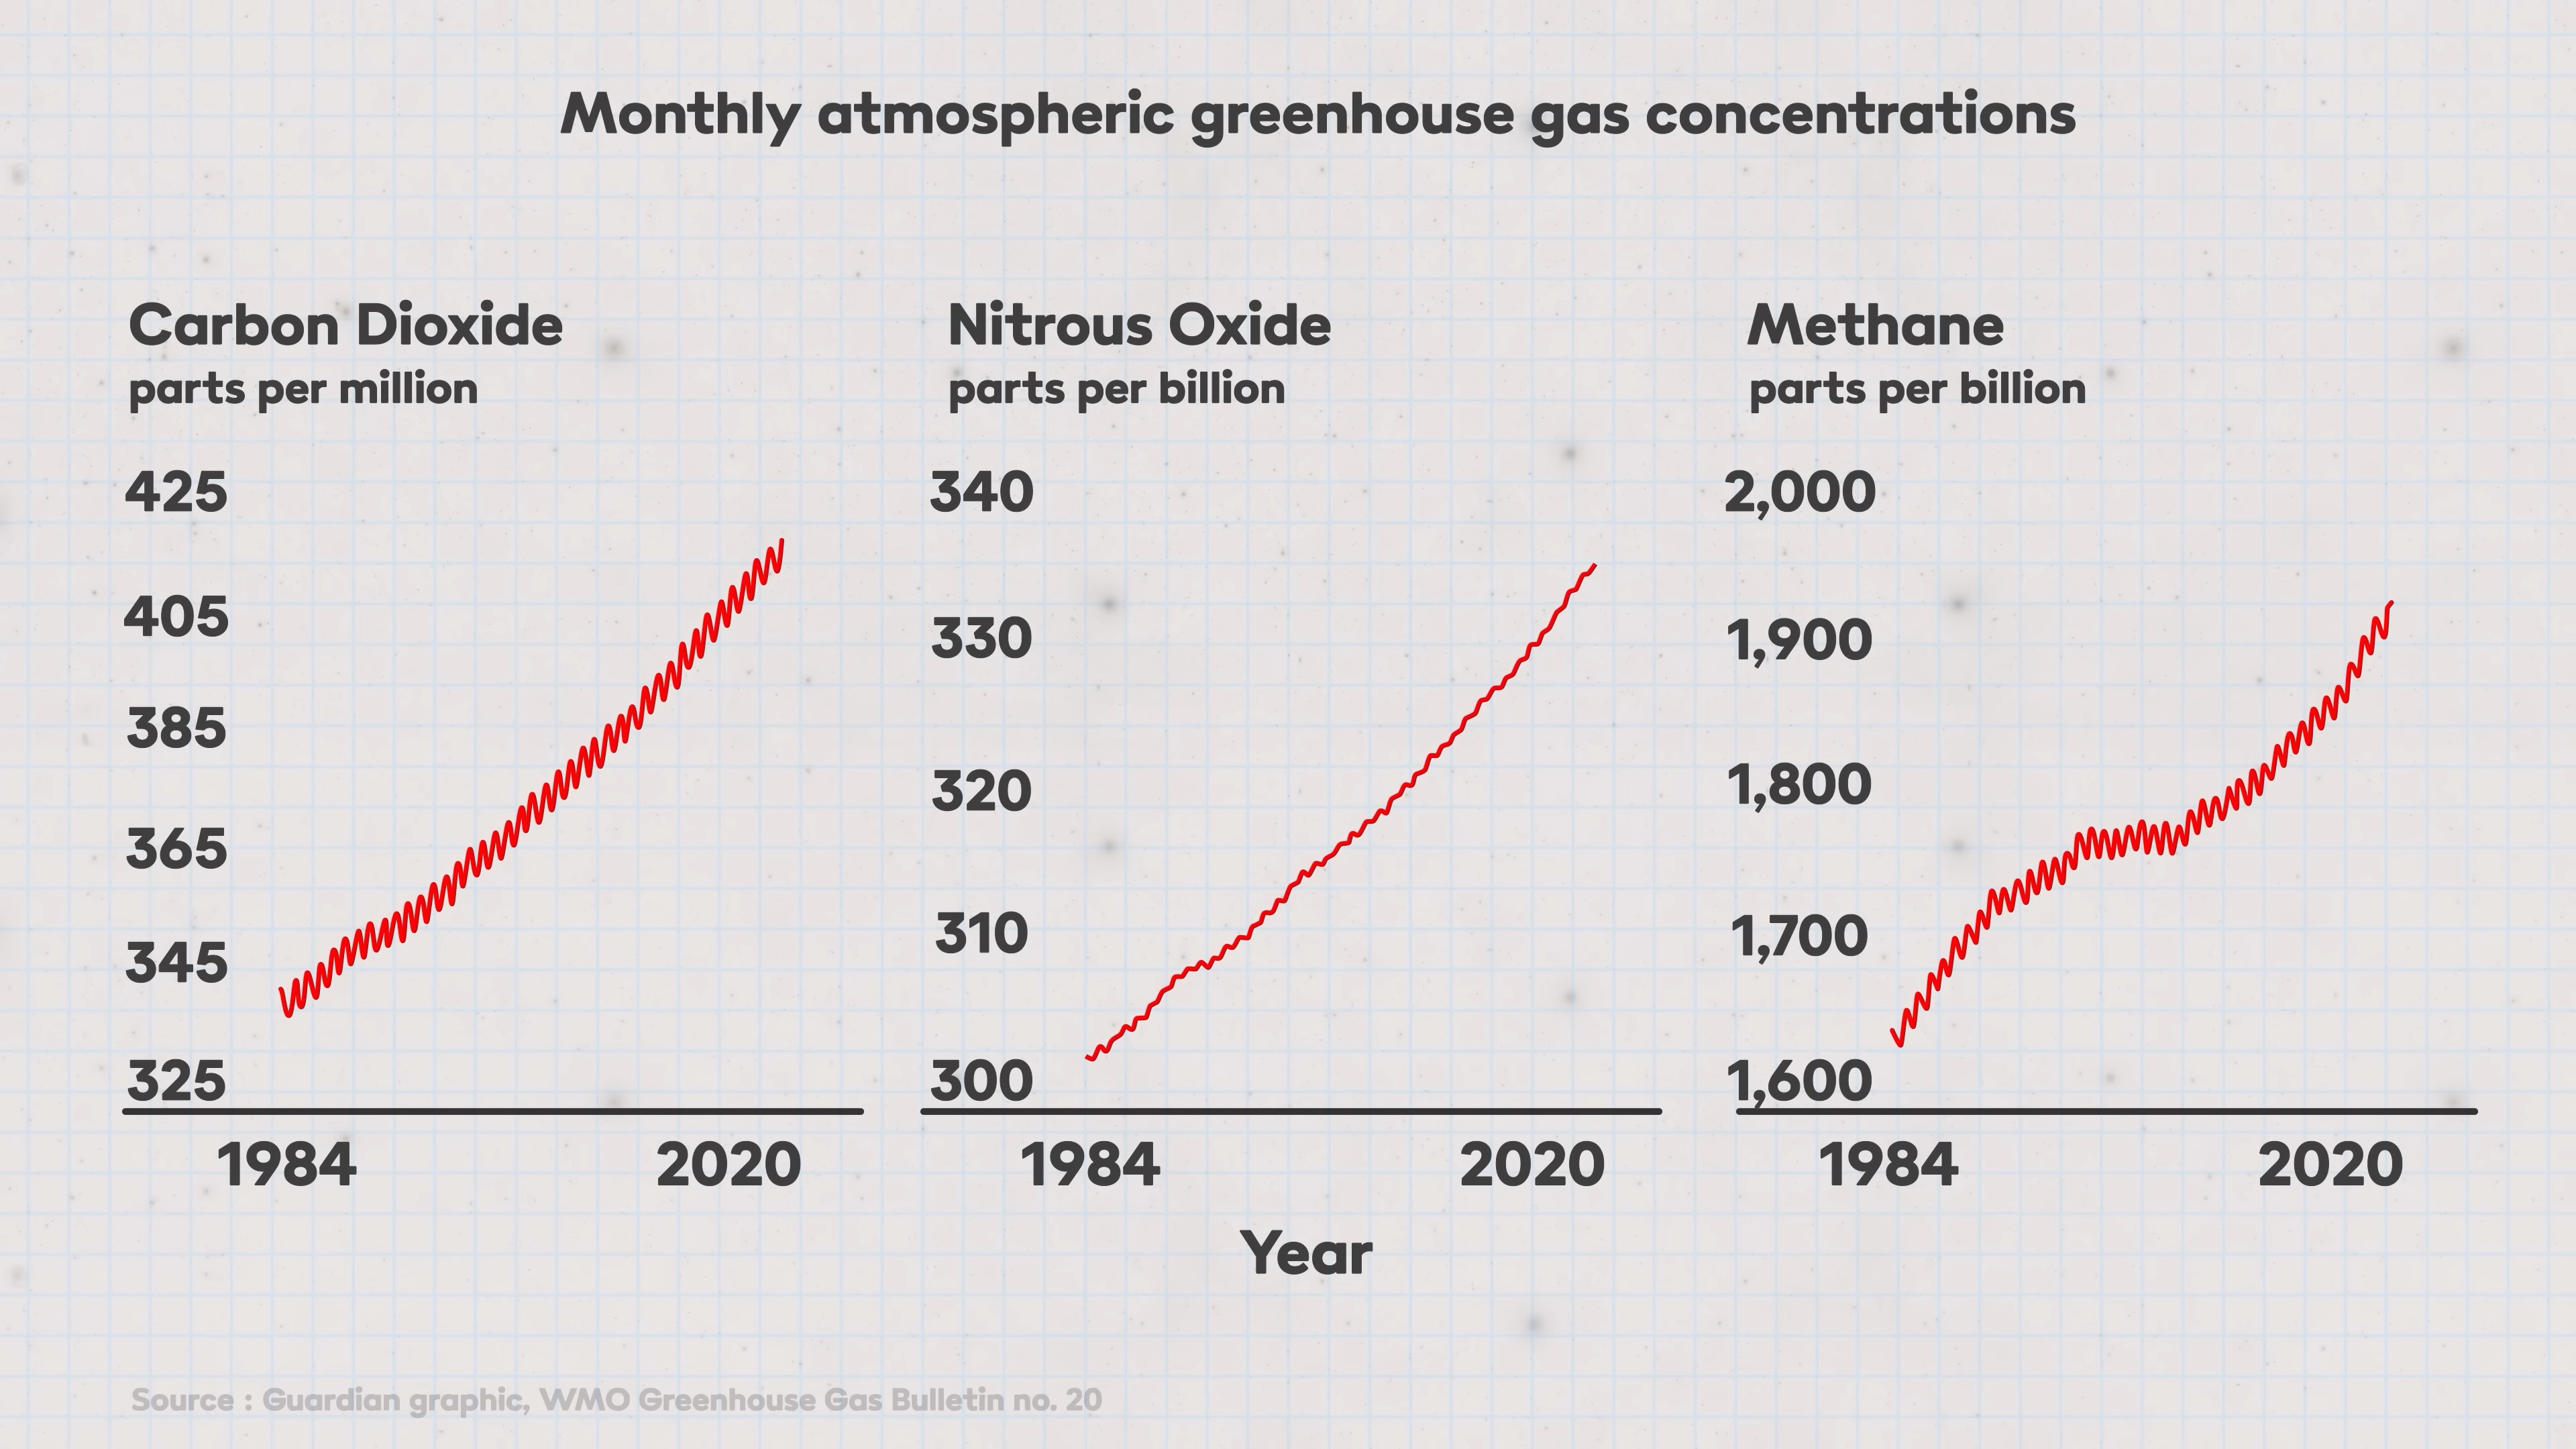 Monthly atmospheric greenhouse gas concentrations
Carbon Dioxide
parts per million
425
405
385
365
345
325
1984 2020
Nitrous Oxide
parts per billion
340
330
320
310
300
1984 2020
Methane
parts per billion
2,000
1,900
1,800
1,700
1,600
1984 2020
Year
Source : Guardian graphic, WMO Greenhouse Gas Bulletin no. 20